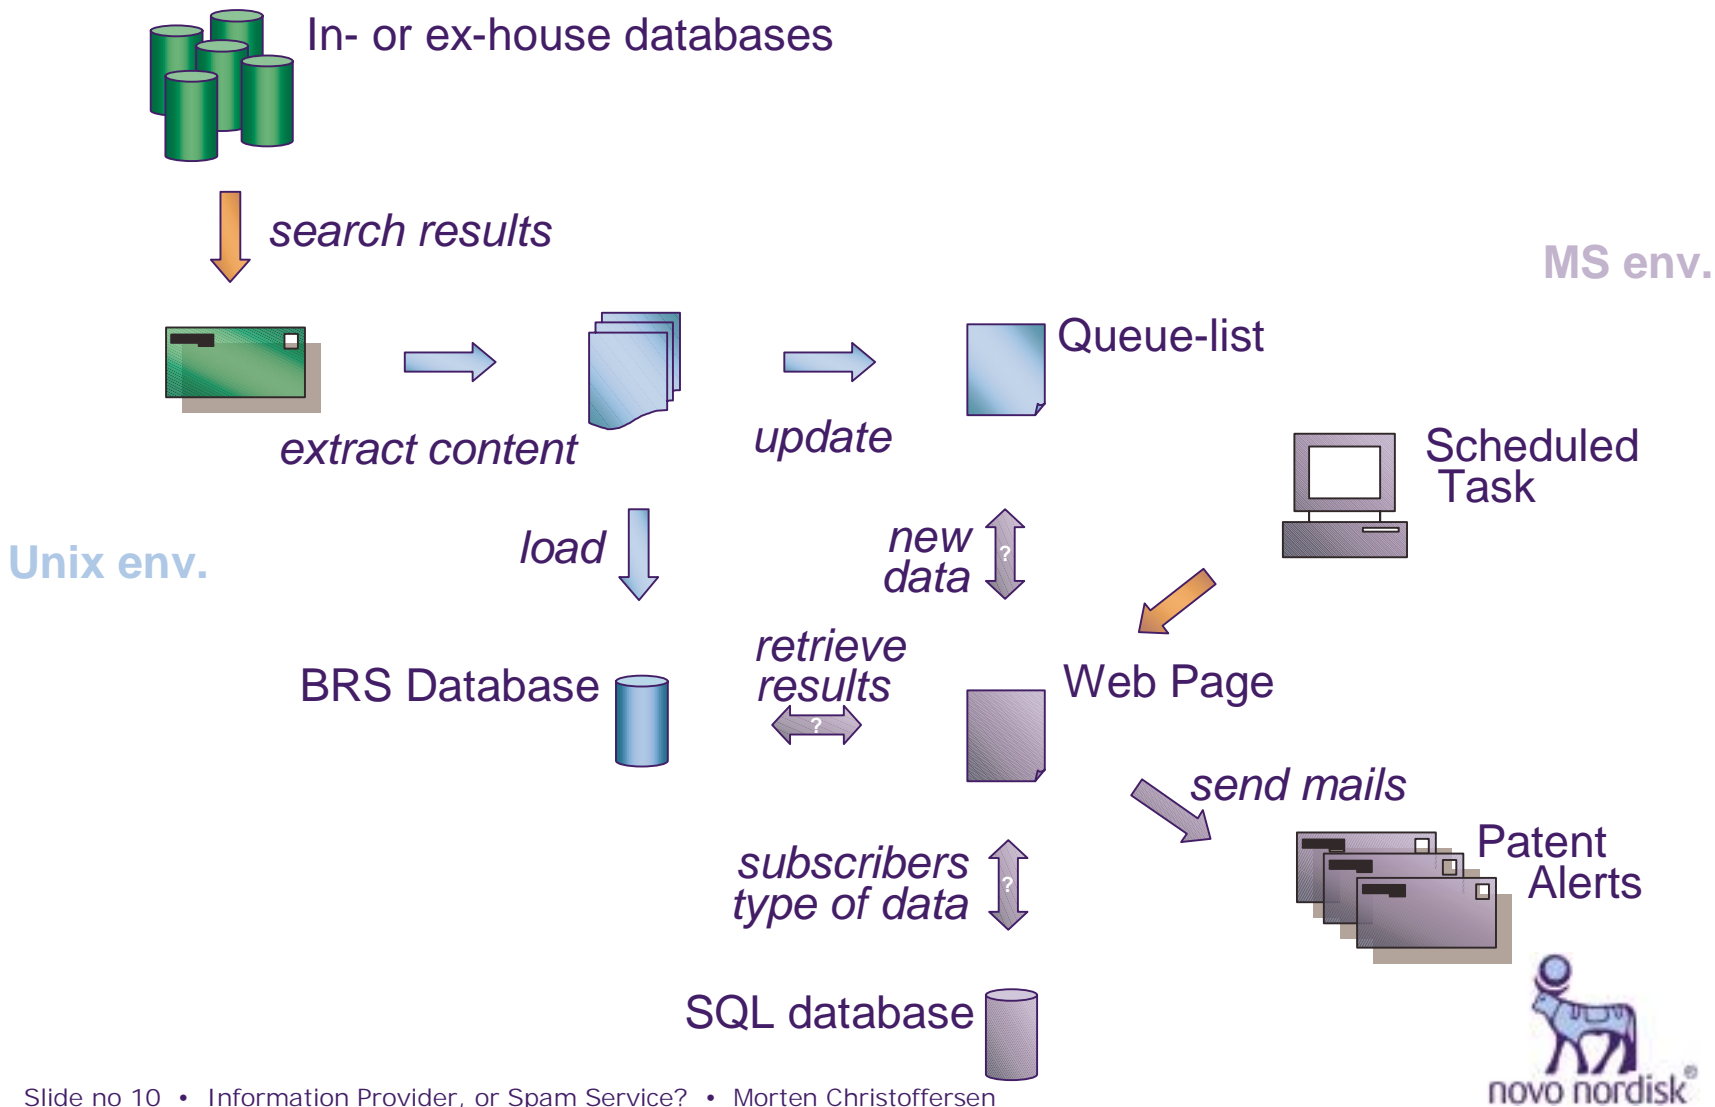 In- or ex-house databases
search results
MS env.
Queue-list
extract content
update
Scheduled
Task
load
new
data
?
Unix env.
retrieve
results
?
BRS Database
Web Page
send mails
subscribers
type of data
?
Patent
Alerts
SQL database
novo nordisk®
Slide no 10 • Information Provider, or Spam Service? • Morten Christoffersen